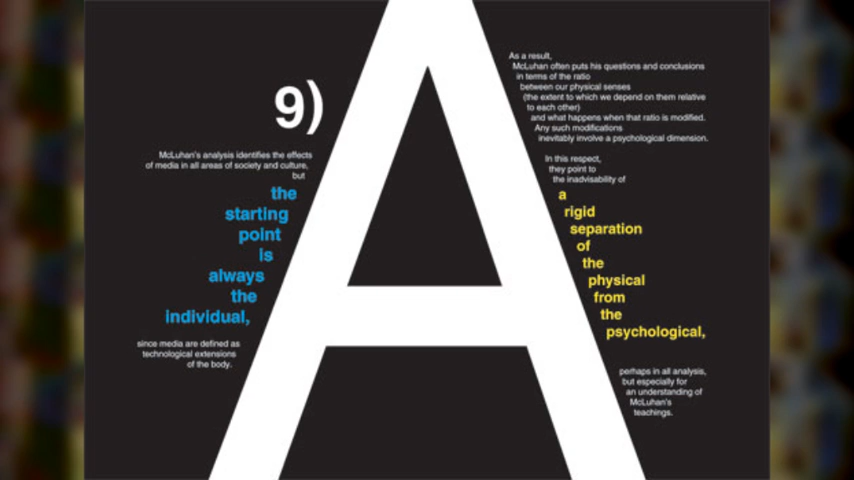 9)
McLuhan's analysis identifies the effects
of media in all areas of society and culture,
but
the
starting
point
is
always
the
individual,
since media are defined as
technological extensions
of the body.
A
As a result,
McLuhan often puts his questions and conclusions
in terms of the ratio
between our physical senses
(the extent to which we depend on them relative
to each other)
and what happens when that ratio is modified.
Any such modifications
inevitably involve a psychological dimension.
In this respect,
they point to
the inadvisability of
a
rigid
separation
of
the
physical
from
the
psychological,
perhaps in all analysis,
but especially for
an understanding of
McLuhan's
teachings.